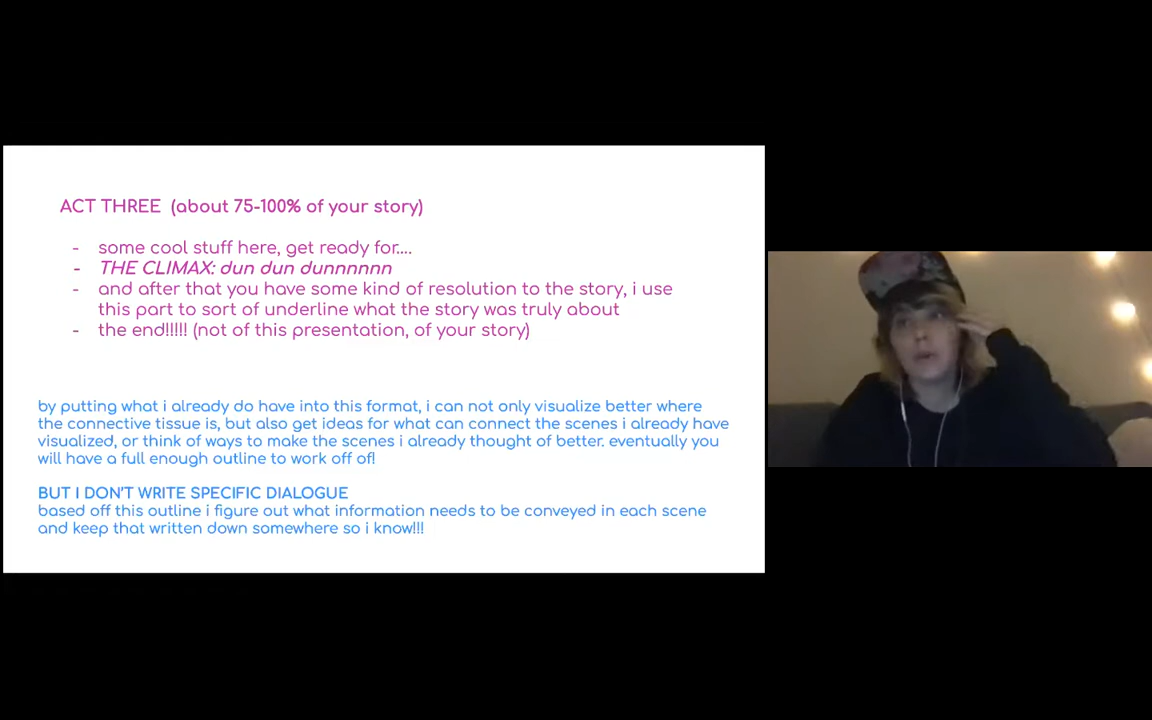 ACT THREE (about 75-100% of your story)
- some cool stuff here, get ready for....
- THE CLIMAX: dun dun dunnnnnn
- and after that you have some kind of resolution to the story, i use
this part to sort of underline what the story was truly about
- the end!!!!! (not of this presentation, of your story)
by putting what i already do have into this format, i can not only visualize better where
the connective tissue is, but also get ideas for what can connect the scenes i already have
visualized, or think of ways to make the scenes i already thought of better. eventually you
will have a full enough outline to work off of!
BUT I DON'T WRITE SPECIFIC DIALOGUE
based off this outline i figure out what information needs to be conveyed in each scene
and keep that written down somewhere so i know!!!